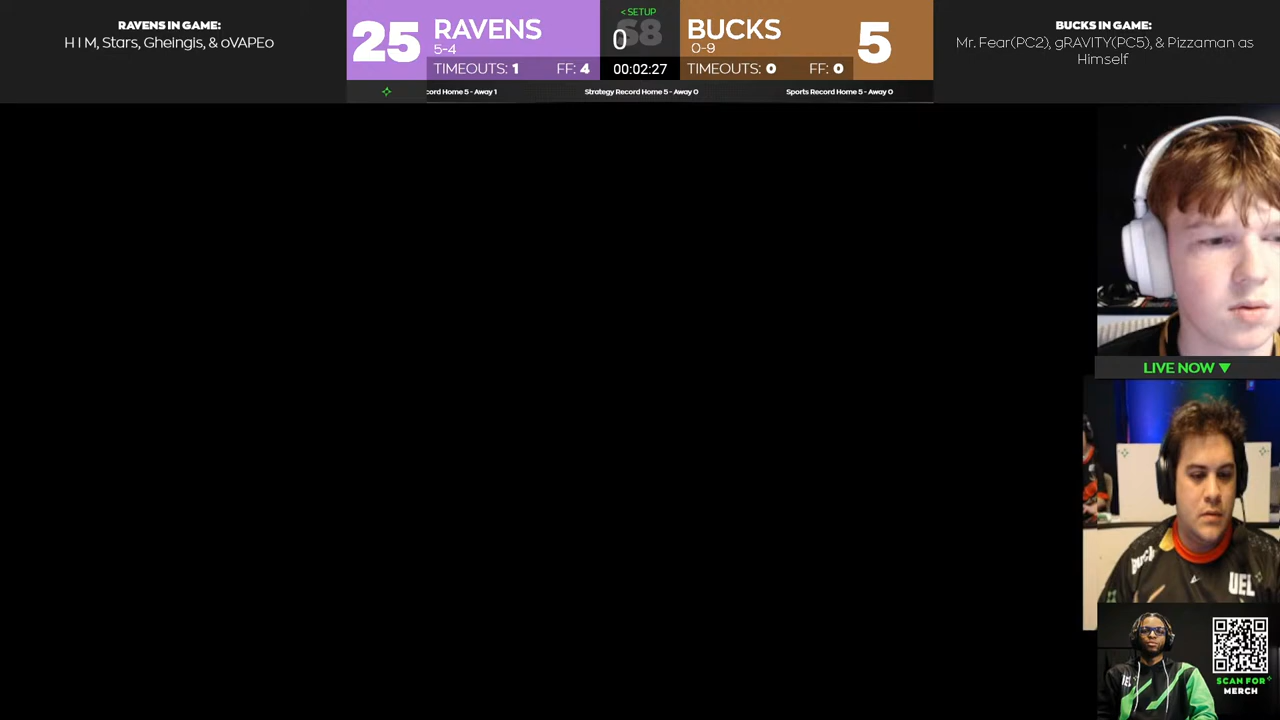 RAVENS IN GAME:
H I M, Stars, Gheingis, & oVAPEo
25
RAVENS
5-4
TIMEOUTS: 1 FF: 4
< SETUP
0
S8
00:02:27
BUCKS
0-9
TIMEOUTS: 0 FF: 0
5
BUCKS IN GAME:
Mr. Fear(PC2), gRAVITY(PC5), & Pizzaman as
Himself
cord Home 5 - Away 1 Strategy Record Home 5 - Away 0 Sports Record Home 5 - Away 0
LIVE NOW ▼
UEL
SCAN FOR
MERCH